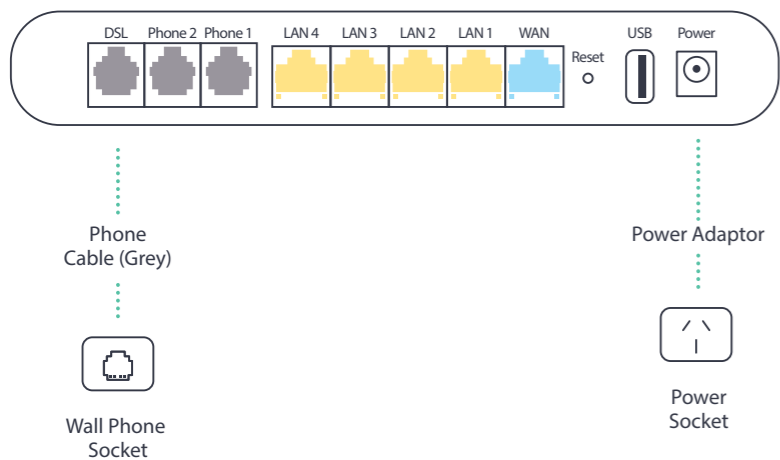 DSL Phone 2 Phone 1 LAN 4 LAN 3 LAN 2 LAN 1 WAN Reset USB Power
Phone
Cable (Grey)
Power Adaptor
Wall Phone
Socket
Power
Socket